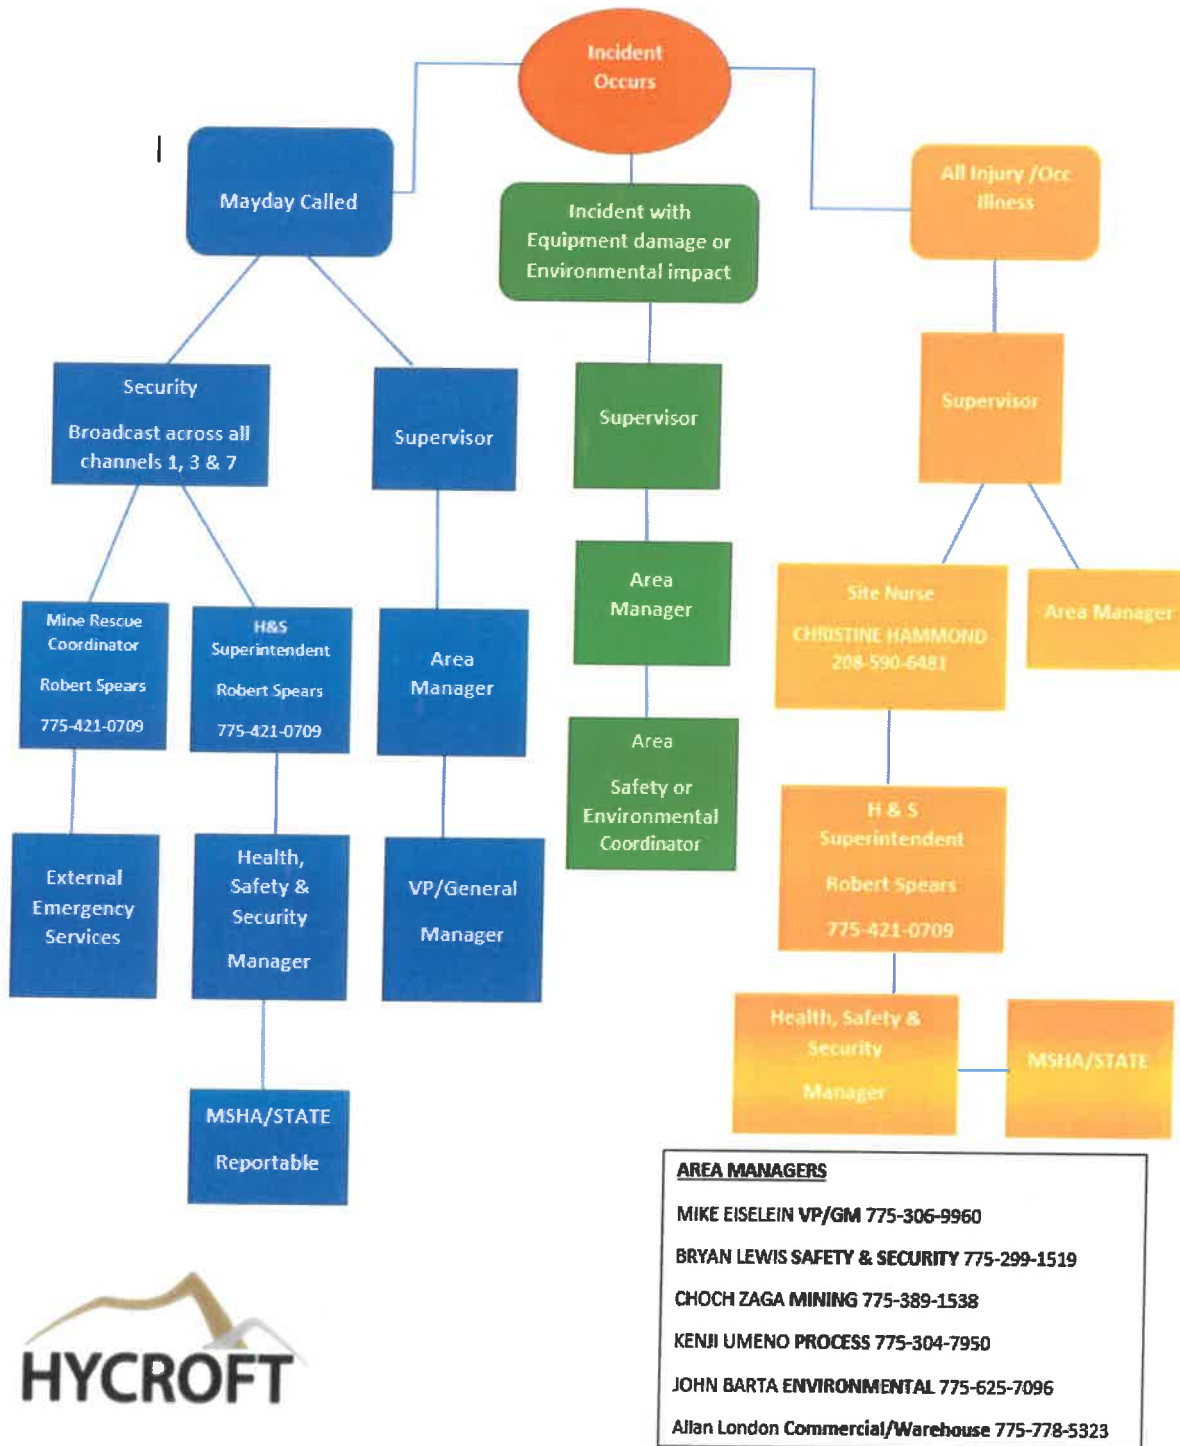 Incident
Occurs
Mayday Called
Incident with
Equipment damage or
Environmental impact
All Injury /Occ
Illness
Security
Broadcast across all
channels 1, 3 & 7
Supervisor
Supervisor
Supervisor
Mine Rescue
Coordinator
Robert Spears
775-421-0709
H&S
Superintendent
Robert Spears
775-421-0709
Area
Manager
Area
Manager
Site Nurse
CHRISTINE HAMMOND
208-590-6481
Area Manager
External
Emergency
Services
Health,
Safety &
Security
Manager
VP/General
Manager
Area
Safety or
Environmental
Coordinator
H & S
Superintendent
Robert Spears
775-421-0709
Health, Safety &
Security
Manager
MSHA/STATE
MSHA/STATE
Reportable
AREA MANAGERS
MIKE EISELEIN VP/GM 775-306-9960
BRYAN LEWIS SAFETY & SECURITY 775-299-1519
CHOCH ZAGA MINING 775-389-1538
KENJI UMENO PROCESS 775-304-7950
JOHN BARTA ENVIRONMENTAL 775-625-7096
Allan London Commercial/Warehouse 775-778-5323
HYCROFT